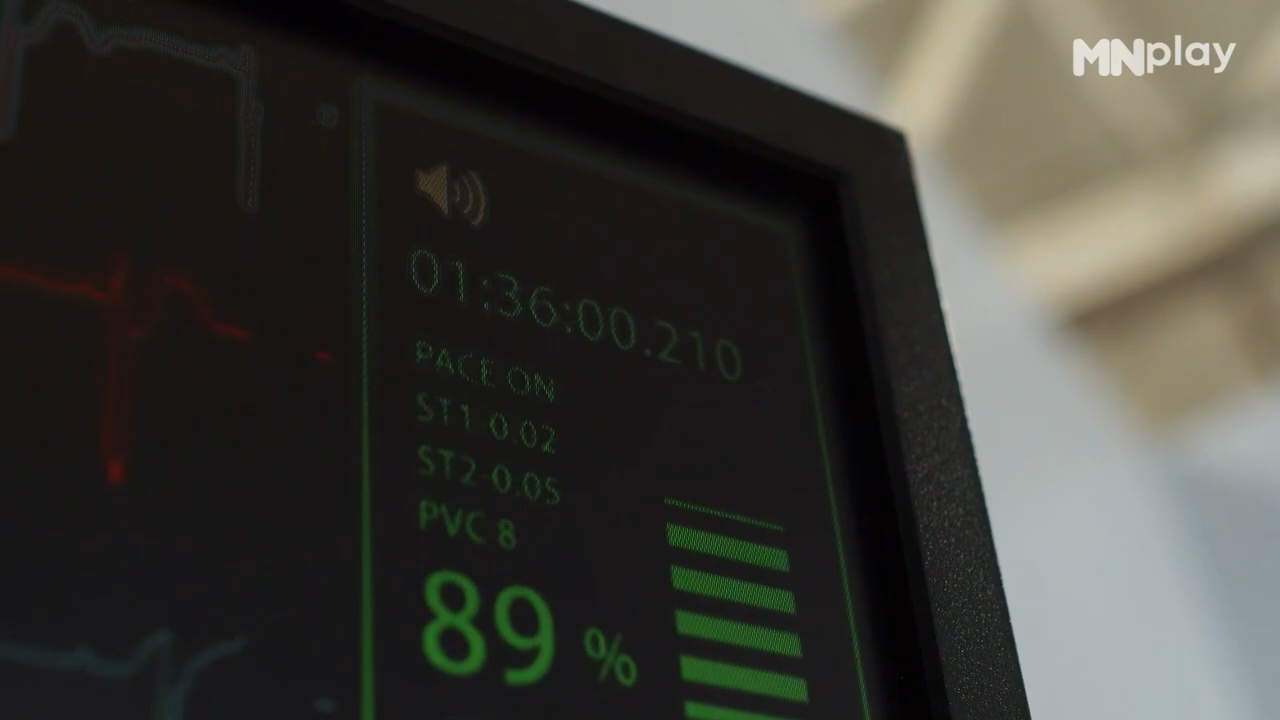 MNplay
01:36:00.210
PACE ON
ST1-0.02
ST2-0.05
PVC 8
89 %